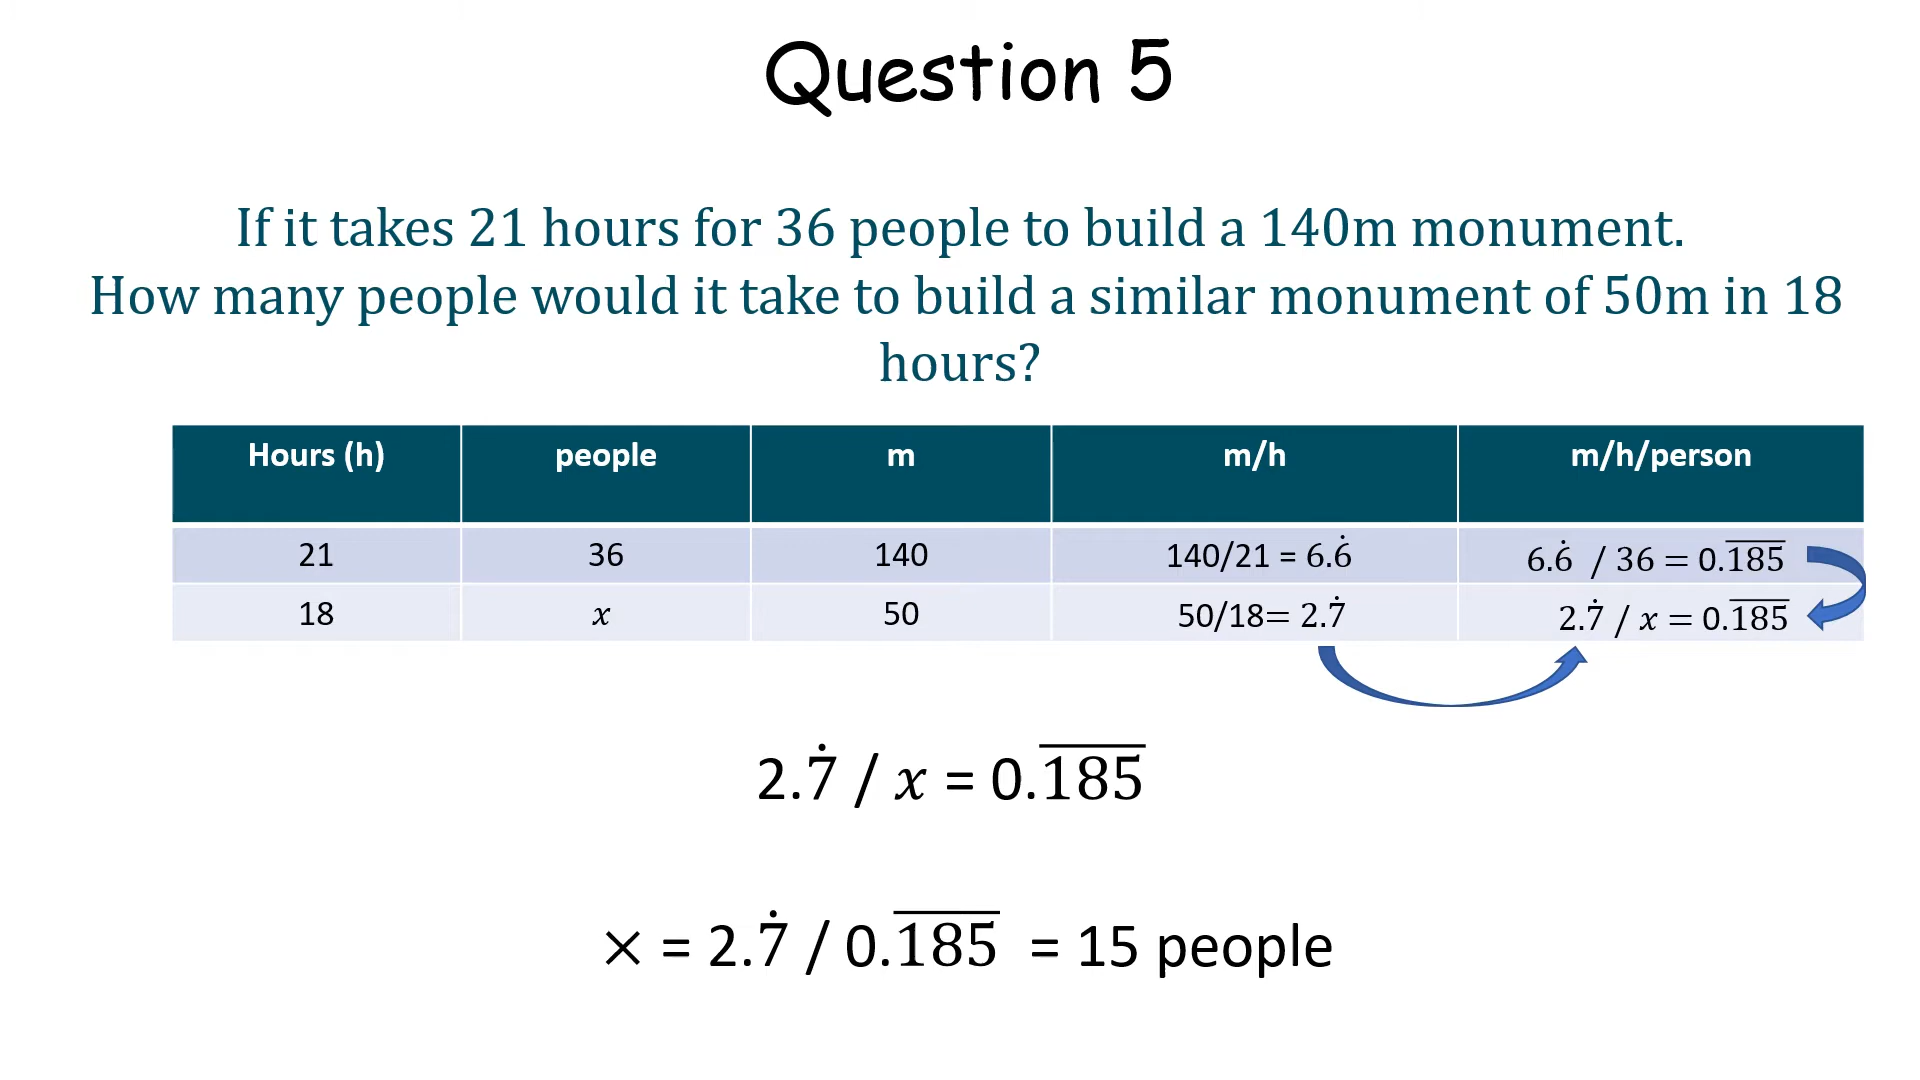 Question 5
If it takes 21 hours for 36 people to build a 140m monument.
How many people would it take to build a similar monument of 50m in 18
hours?
Hours (h) people m m/h m/h/person
21 36 140 140/21 = 6.6̇ 6.6̇ / 36 = 0.1̅8̅5̅
18 𝑥 50 50/18= 2.7̇ 2.7̇ / 𝑥 = 0.1̅8̅5̅
2.7̇ / 𝑥 = 0.1̅8̅5̅
× = 2.7̇ / 0.1̅8̅5̅ = 15 people